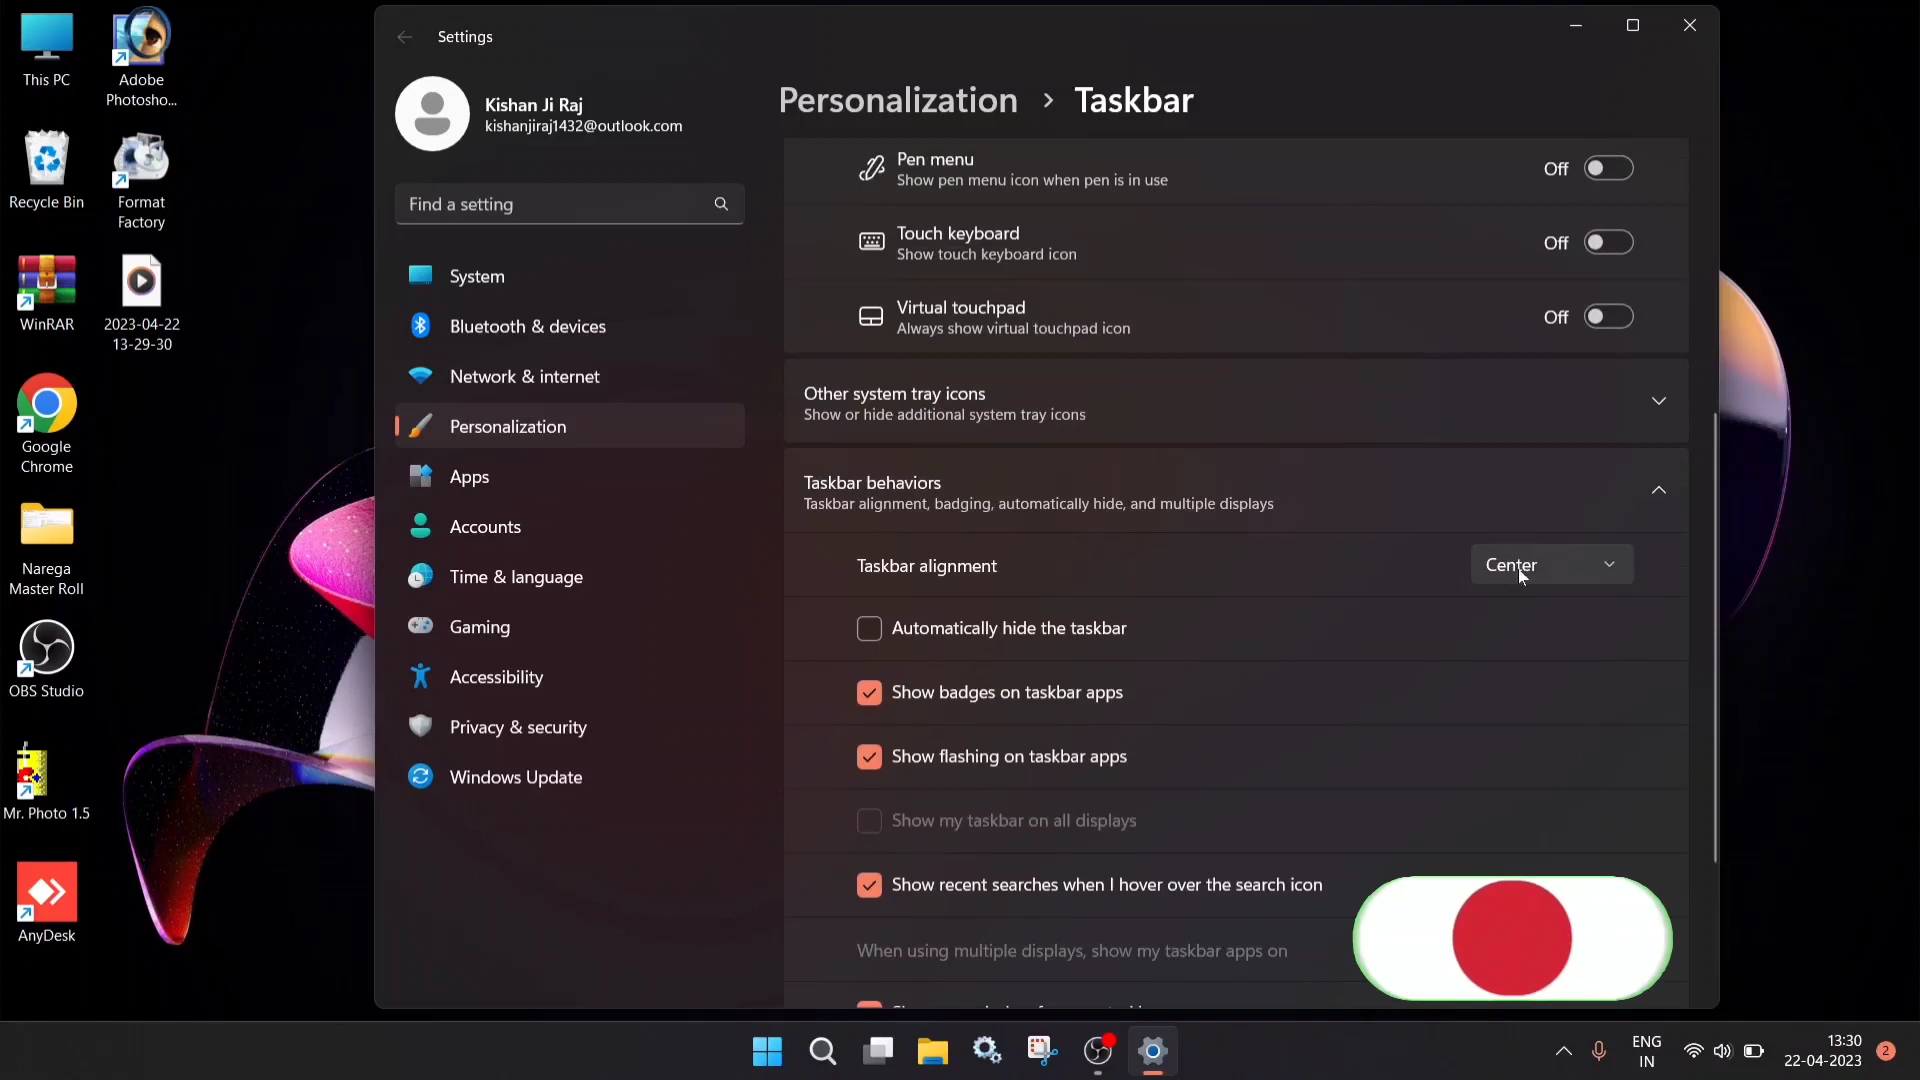 This PC
Adobe
Photosho...
Recycle Bin
Format
Factory
WinRAR
2023-04-22
13-29-30
Google
Chrome
Narega
Master Roll
OBS Studio
Mr. Photo 1.5
AnyDesk
Settings
Kishan Ji Raj
kishanjiraj1432@outlook.com
Find a setting
System
Bluetooth & devices
Network & internet
Personalization
Apps
Accounts
Time & language
Gaming
Accessibility
Privacy & security
Windows Update
Personalization > Taskbar
Pen menu
Show pen menu icon when pen is in use
Off
Touch keyboard
Show touch keyboard icon
Off
Virtual touchpad
Always show virtual touchpad icon
Off
Other system tray icons
Show or hide additional system tray icons
Taskbar behaviors
Taskbar alignment, badging, automatically hide, and multiple displays
Taskbar alignment
Center
Automatically hide the taskbar
Show badges on taskbar apps
Show flashing on taskbar apps
Show my taskbar on all displays
Show recent searches when I hover over the search icon
When using multiple displays, show my taskbar apps on
ENG
IN
13:30
22-04-2023
2